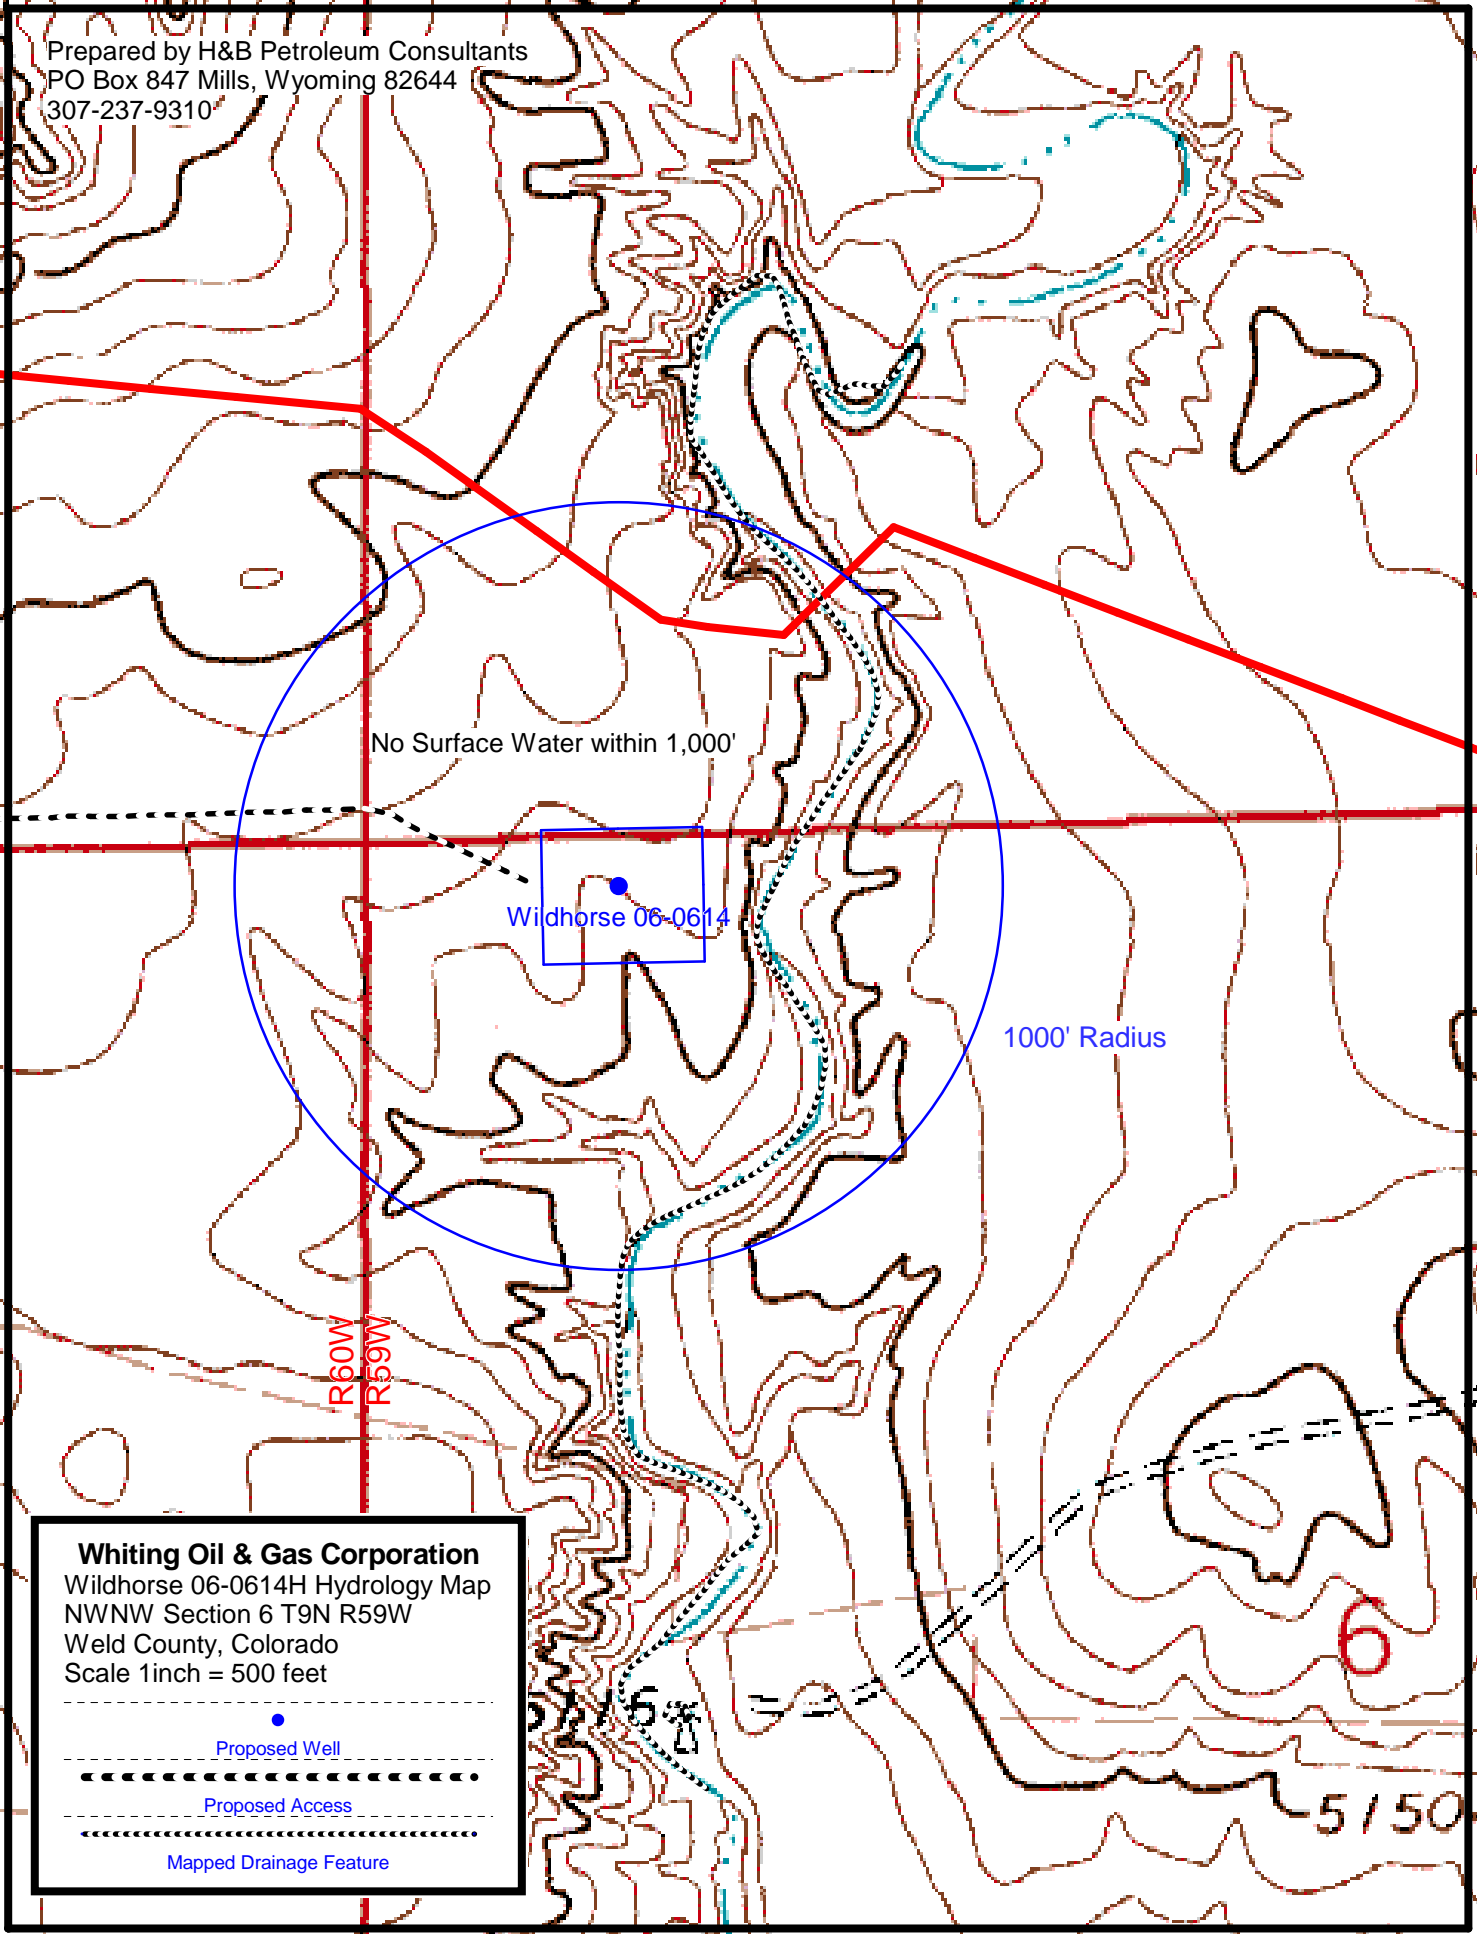 Prepared by H&B Petroleum Consultants
PO Box 847 Mills, Wyoming 82644
307-237-9310
No Surface Water within 1,000'
Wildhorse 06-0614
1000' Radius
R60W
R59W
Whiting Oil & Gas Corporation
Wildhorse 06-0614H Hydrology Map
NWNW Section 6 T9N R59W
Weld County, Colorado
Scale 1inch = 500 feet
Proposed Well
Proposed Access
Mapped Drainage Feature
6
5150